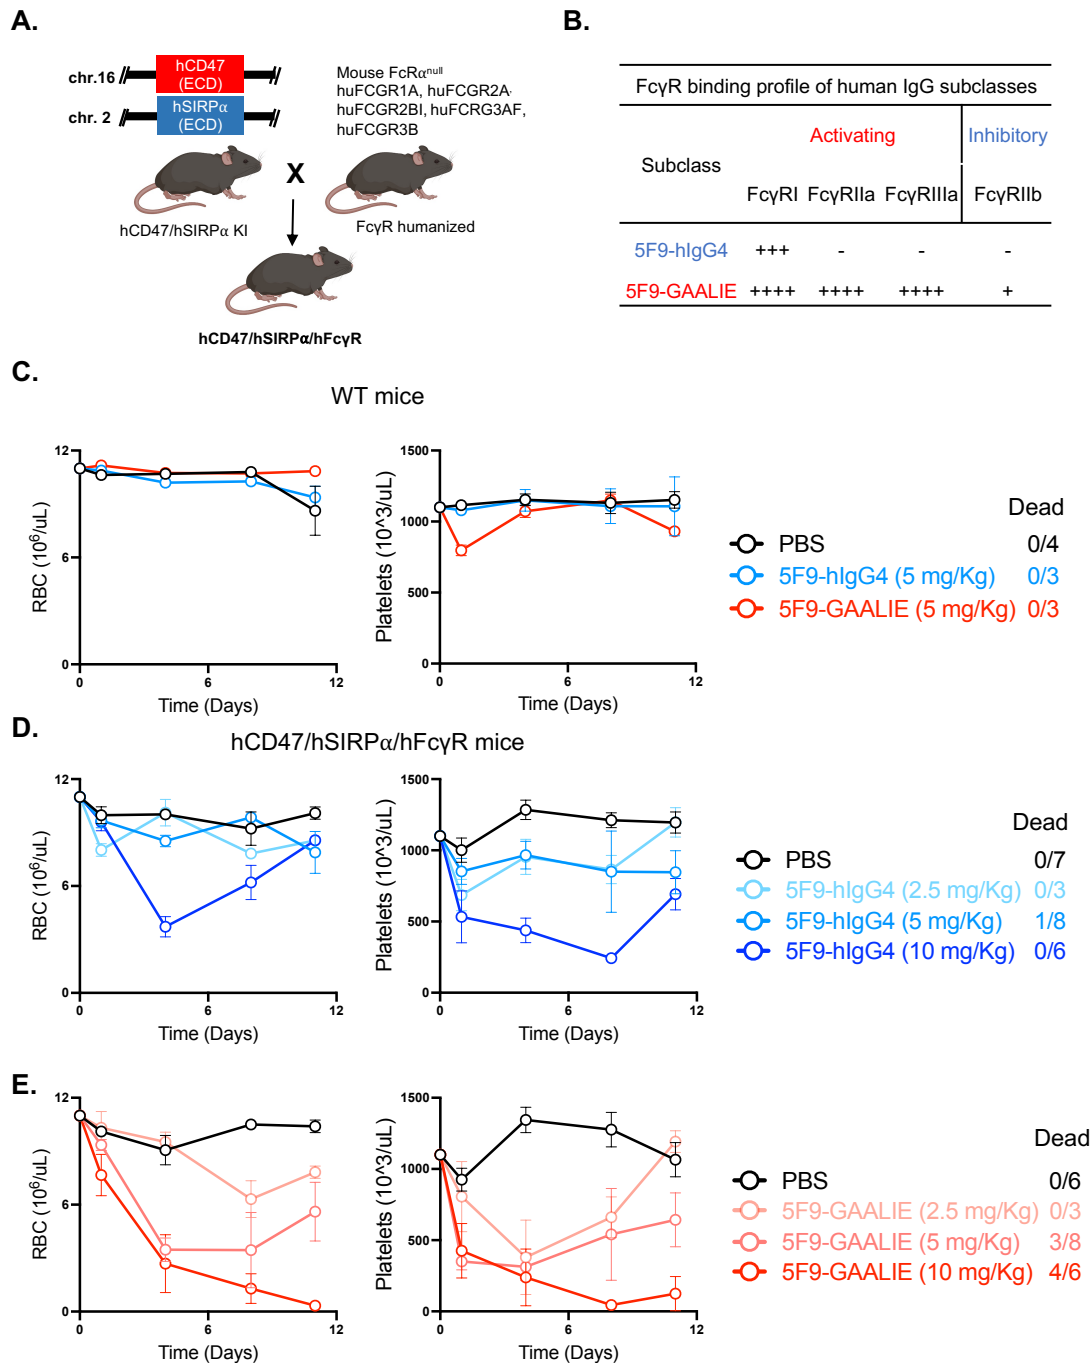 A.
hCD47
(ECD)
chr.16
hSIRPα
(ECD)
chr. 2
Mouse FcRα^null
huFCGR1A, huFCGR2A,
huFCGR2BI, huFCRG3AF,
huFCGR3B
X
hCD47/hSIRPα KI
FcγR humanized
hCD47/hSIRPα/hFcγR
B.
FcγR binding profile of human IgG subclasses
Subclass
Activating
Inhibitory
FcγRI FcγRIIa FcγRIIIa FcγRIIb
5F9-hIgG4 +++ - - -
5F9-GAALIE ++++ ++++ ++++ +
C.
WT mice
RBC (10^6/uL)
12
6
0
0 6 12
Time (Days)
Platelets (10^3/uL)
1500
1000
500
0
0 6 12
Time (Days)
Dead
PBS 0/4
5F9-hIgG4 (5 mg/Kg) 0/3
5F9-GAALIE (5 mg/Kg) 0/3
D.
hCD47/hSIRPα/hFcγR mice
RBC (10^6/uL)
12
6
0
0 6 12
Time (Days)
Platelets (10^3/uL)
1500
1000
500
0
0 6 12
Time (Days)
Dead
PBS 0/7
5F9-hIgG4 (2.5 mg/Kg) 0/3
5F9-hIgG4 (5 mg/Kg) 1/8
5F9-hIgG4 (10 mg/Kg) 0/6
E.
RBC (10^6/uL)
12
6
0
0 6 12
Time (Days)
Platelets (10^3/uL)
1500
1000
500
0
0 6 12
Time (Days)
Dead
PBS 0/6
5F9-GAALIE (2.5 mg/Kg) 0/3
5F9-GAALIE (5 mg/Kg) 3/8
5F9-GAALIE (10 mg/Kg) 4/6